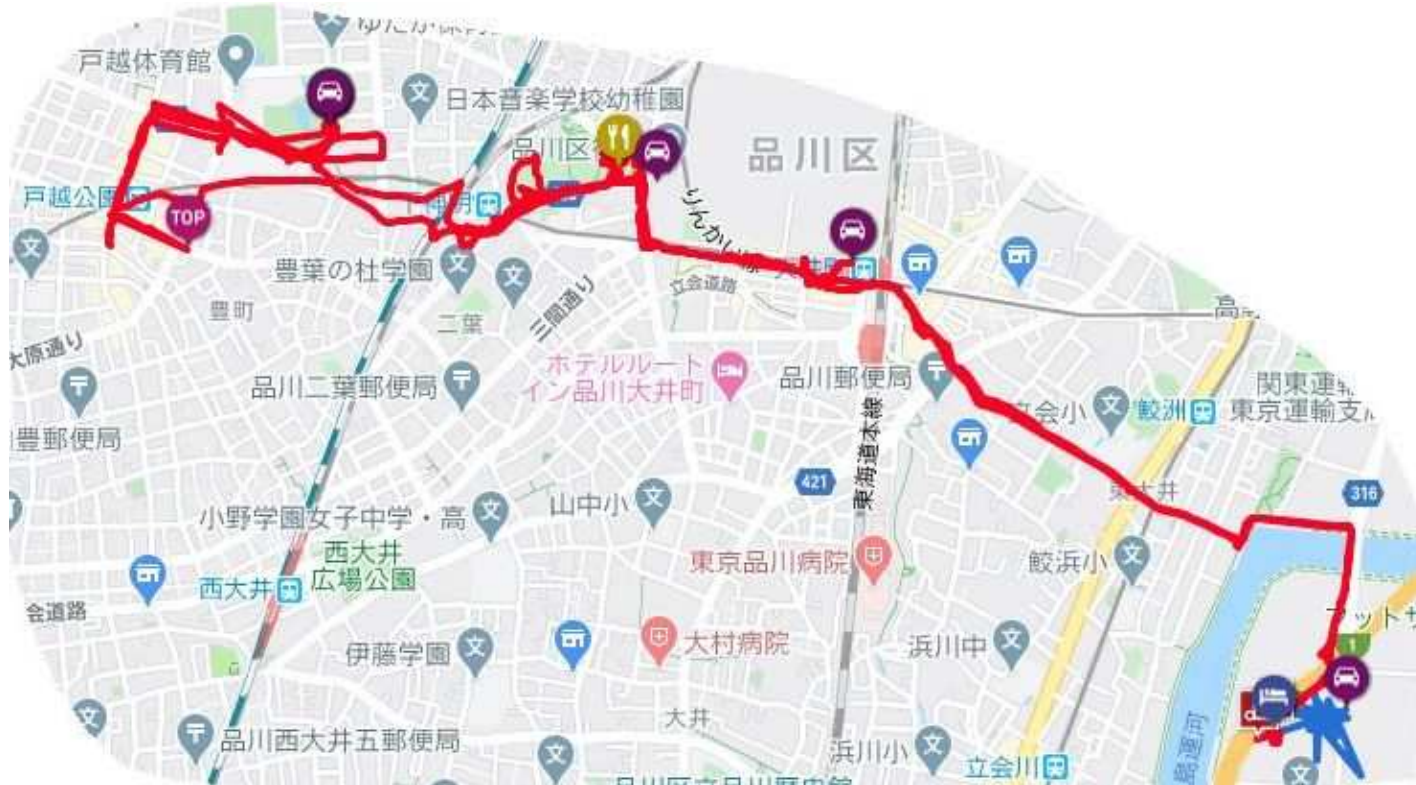 戸越体育館
日本音楽学校幼稚園
品川区
品川区
戸越公園
TOP
りんかい線
豊葉の杜学園
立会道路
豊町
二葉
三間通り
大原通り
ホテルルート
イン品川大井町
品川郵便局
品川二葉郵便局
立会小
鮫洲
関東運輸
東京運輸支
豊郵便局
東海道本線
421
東大井
316
小野学園女子中学・高
山中小
西大井
広場公園
東京品川病院
鮫浜小
西大井
会道路
伊藤学園
大村病院
浜川中
1
大井
品川西大井五郵便局
浜川小
立会川
島運河